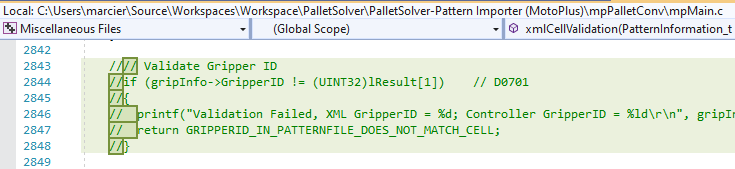 Local: C:\Users\marcier\Source\Workspaces\Workspace\PalletSolver\PalletSolver-Pattern Importer (MotoPlus)\mpPalletConv\mpMain.c
Miscellaneous Files (Global Scope) xmlCellValidation(PatternInformation_t
2842
2843 //// Validate Gripper ID
2844 //if (gripInfo->GripperID != (UINT32)lResult[1]) // D0701
2845 //{
2846 // printf("Validation Failed, XML GripperID = %d; Controller GripperID = %ld\r\n", gripIn
2847 // return GRIPPERID_IN_PATTERNFILE_DOES_NOT_MATCH_CELL;
2848 //}
2849